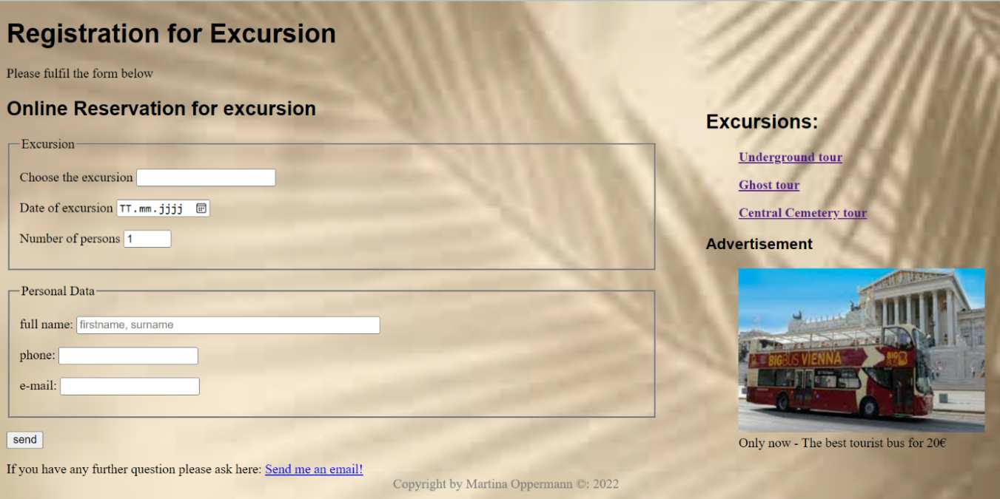 Registration for Excursion
Please fulfil the form below
Online Reservation for excursion
Excursion
Choose the excursion
Date of excursion TT.mm.jjjj
Number of persons 1
Personal Data
full name: firstname, surname
phone:
e-mail:
send
If you have any further question please ask here: Send me an email!
Excursions:
Underground tour
Ghost tour
Central Cemetery tour
Advertisement
BIGBUS VIENNA
BIG BUS
Only now - The best tourist bus for 20€
Copyright by Martina Oppermann ©: 2022